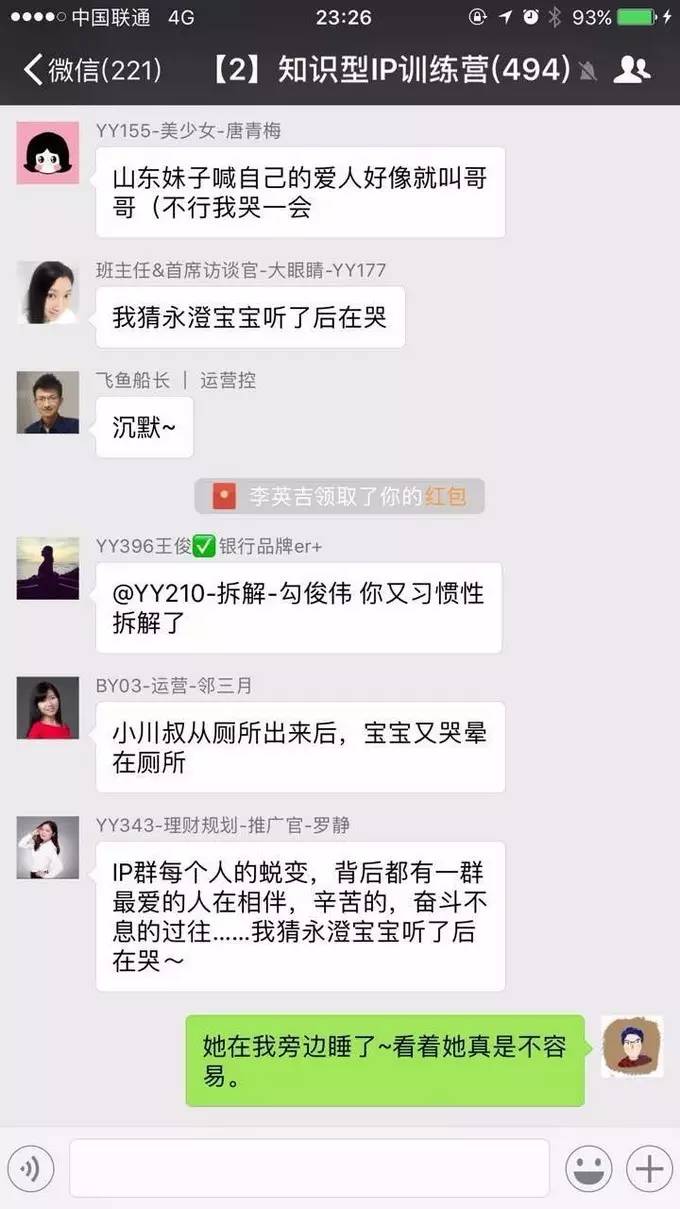 中国联通 4G 23:26 93%
微信(221) 【2】知识型IP训练营(494)
YY155-美少女-唐青梅
山东妹子喊自己的爱人好像就叫哥
哥（不行我哭一会
班主任&首席访谈官-大眼睛-YY177
我猜永澄宝宝听了后在哭
飞鱼船长 | 运营控
沉默~
李英吉领取了你的红包
YY396王俊✅银行品牌er+
@YY210-拆解-勾俊伟 你又习惯性
拆解了
BY03-运营-邻三月
小川叔从厕所出来后，宝宝又哭晕
在厕所
YY343-理财规划-推广官-罗静
IP群每个人的蜕变，背后都有一群
最爱的人在相伴，辛苦的，奋斗不
息的过往......我猜永澄宝宝听了后
在哭～
她在我旁边睡了~看着她真是不容
易。